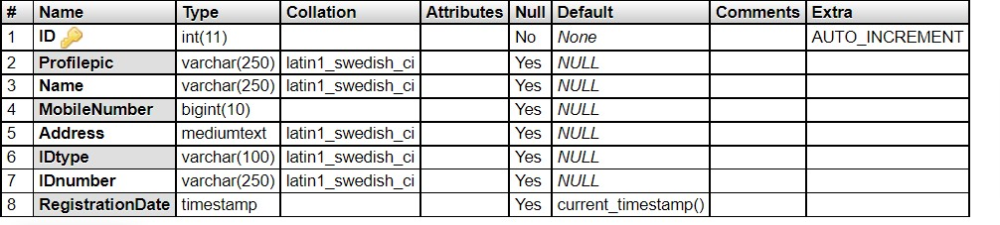 # Name Type Collation Attributes Null Default Comments Extra
1 ID int(11) No None AUTO_INCREMENT
2 Profilepic varchar(250) latin1_swedish_ci Yes NULL
3 Name varchar(250) latin1_swedish_ci Yes NULL
4 MobileNumber bigint(10) Yes NULL
5 Address mediumtext latin1_swedish_ci Yes NULL
6 IDtype varchar(100) latin1_swedish_ci Yes NULL
7 IDnumber varchar(250) latin1_swedish_ci Yes NULL
8 RegistrationDate timestamp Yes current_timestamp()